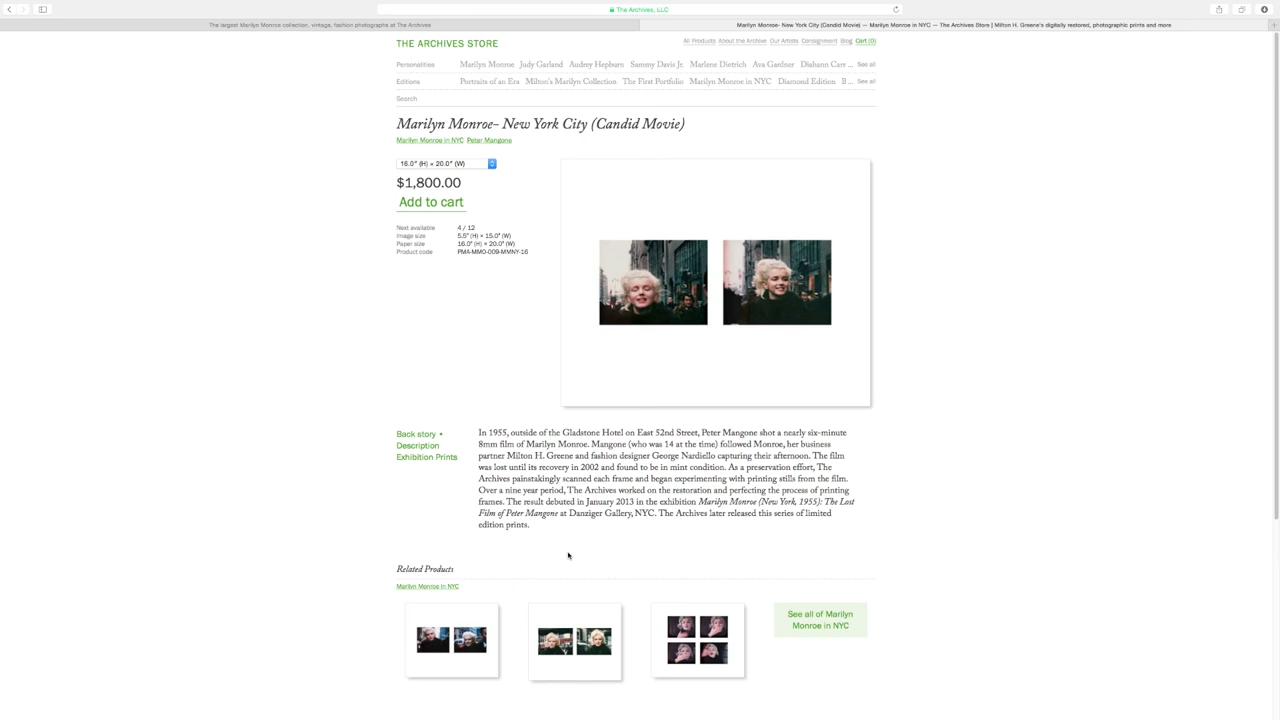 The Archives, LLC
The largest Marilyn Monroe collection, vintage, fashion photographs at The Archives
Marilyn Monroe- New York City (Candid Movie) — Marilyn Monroe in NYC — The Archives Store | Milton H. Greene's digitally restored, photographic prints and more
THE ARCHIVES STORE
All Products About the Archive Our Artists Consignment Blog Cart (0)
Personalities Marilyn Monroe Judy Garland Audrey Hepburn Sammy Davis Jr. Marlene Dietrich Ava Gardner Diahann Carr ... See all
Editions Portraits of an Era Milton's Marilyn Collection The First Portfolio Marilyn Monroe in NYC Diamond Edition B ... See all
Search
Marilyn Monroe- New York City (Candid Movie)
Marilyn Monroe in NYC Peter Mangone
16.0" (H) × 20.0" (W)
$1,800.00
Add to cart
Next available 4 / 12
Image size 5.5" (H) × 15.0" (W)
Paper size 16.0" (H) × 20.0" (W)
Product code PMA-MMO-009-MMNY-16
Back story •
Description
Exhibition Prints
In 1955, outside of the Gladstone Hotel on East 52nd Street, Peter Mangone shot a nearly six-minute
8mm film of Marilyn Monroe. Mangone (who was 14 at the time) followed Monroe, her business
partner Milton H. Greene and fashion designer George Nardiello capturing their afternoon. The film
was lost until its recovery in 2002 and found to be in mint condition. As a preservation effort, The
Archives painstakingly scanned each frame and began experimenting with printing stills from the film.
Over a nine year period, The Archives worked on the restoration and perfecting the process of printing
frames. The result debuted in January 2013 in the exhibition Marilyn Monroe (New York, 1955): The Lost
Film of Peter Mangone at Danziger Gallery, NYC. The Archives later released this series of limited
edition prints.
Related Products
Marilyn Monroe in NYC
See all of Marilyn
Monroe in NYC